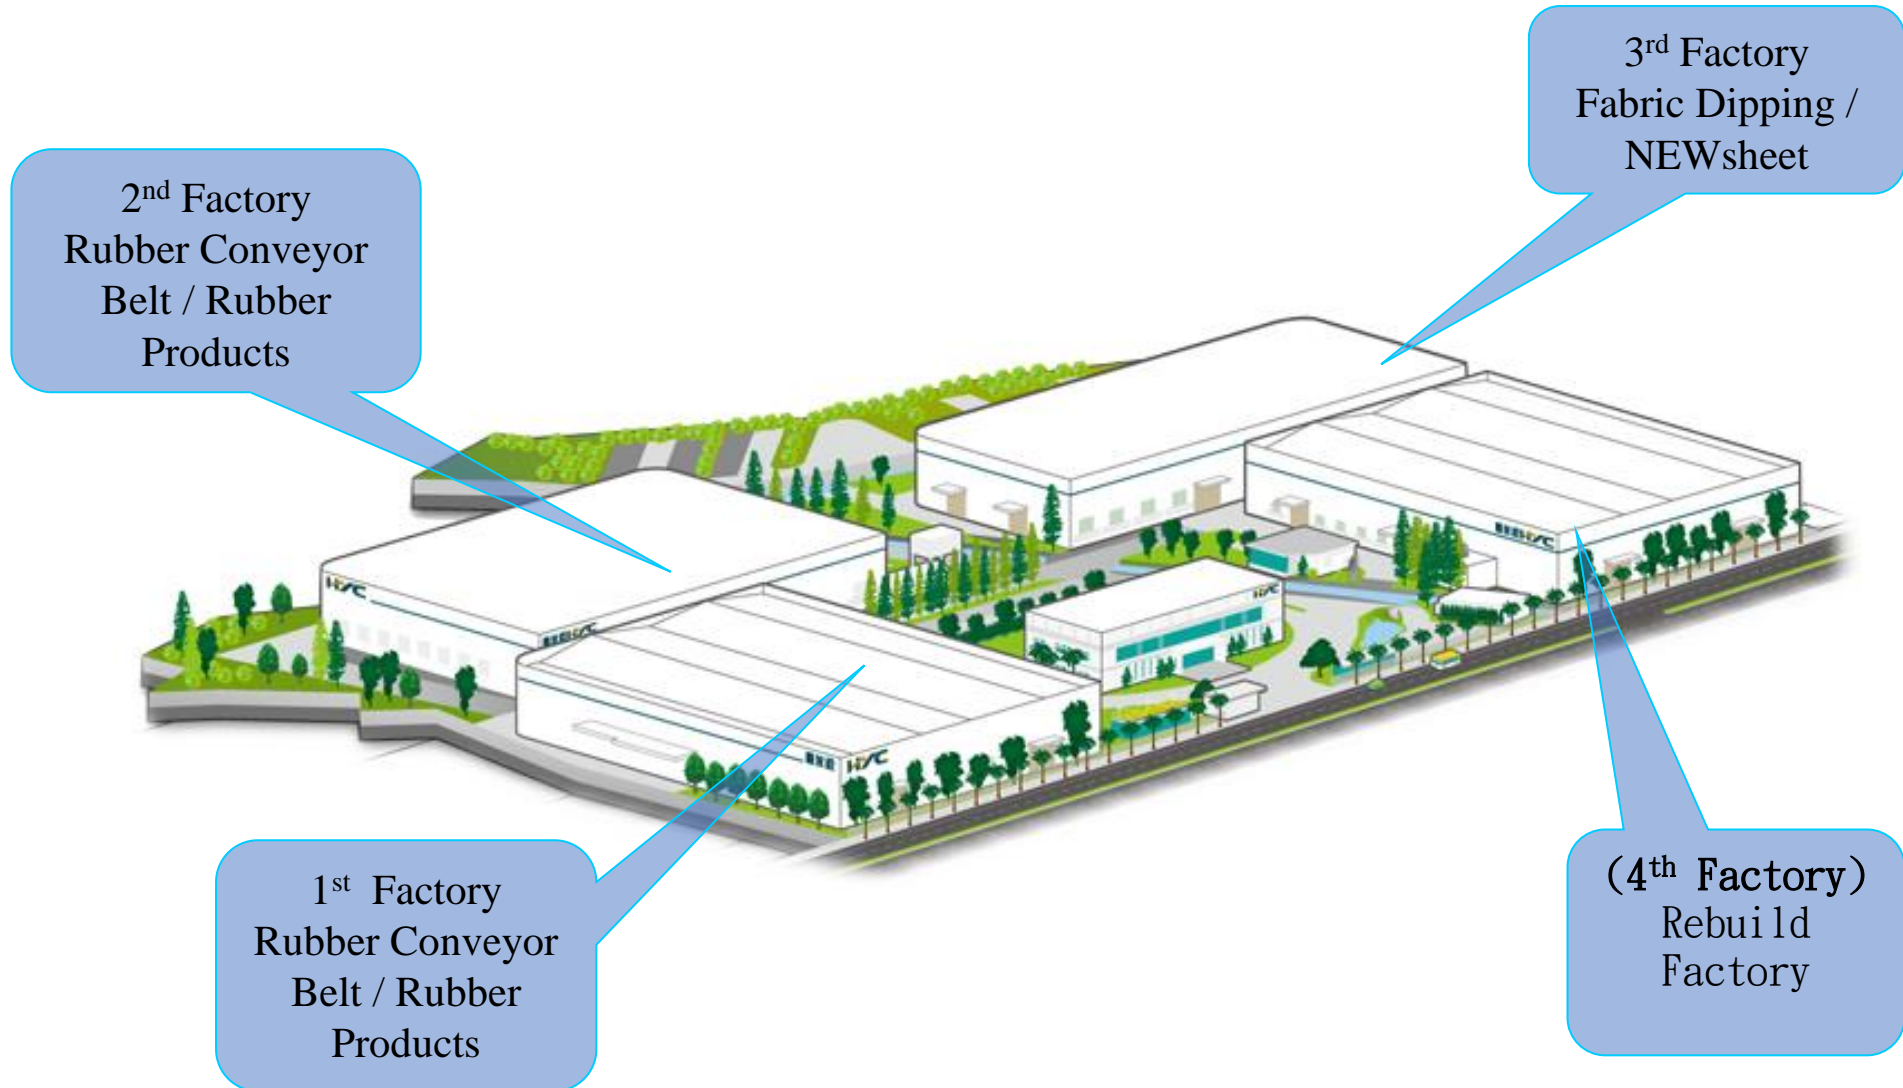 3rd Factory
Fabric Dipping /
NEWsheet
2nd Factory
Rubber Conveyor
Belt / Rubber
Products
1st Factory
Rubber Conveyor
Belt / Rubber
Products
(4th Factory)
Rebuild
Factory